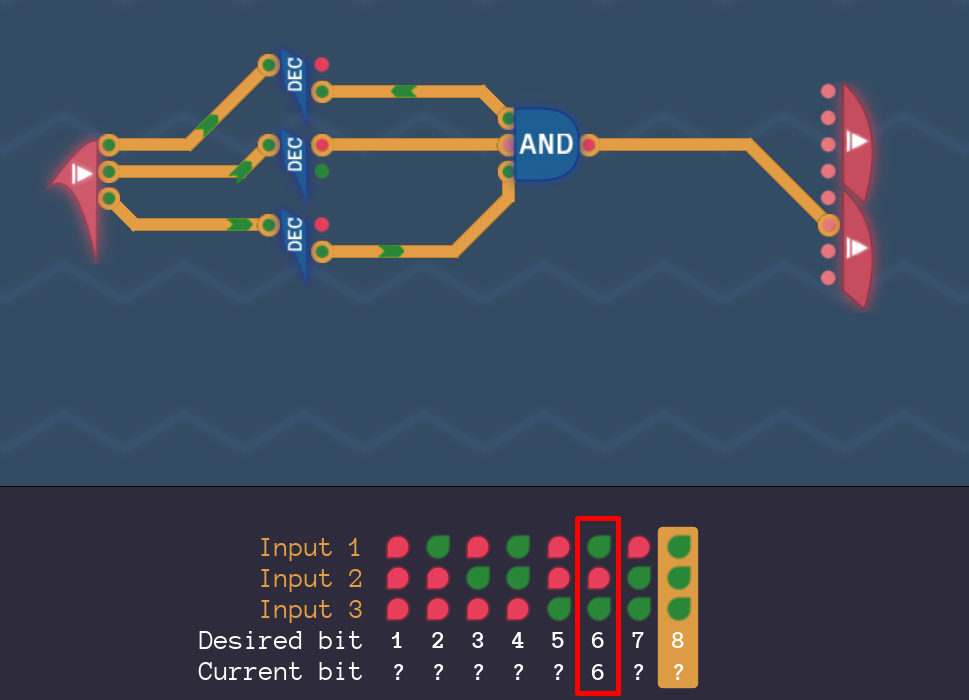 DEC
DEC
AND
DEC
Input 1
Input 2
Input 3
Desired bit 1 2 3 4 5 6 7 8
Current bit ? ? ? ? ? 6 ? ?